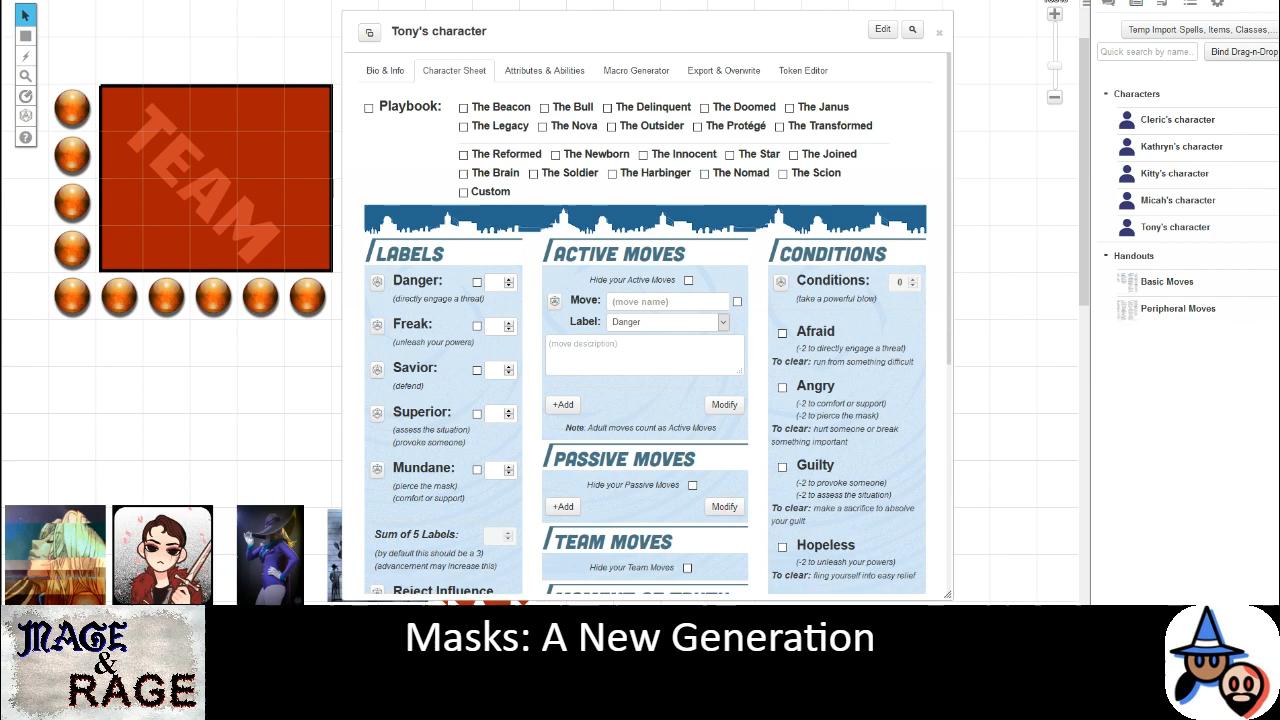 Tony's character
Edit
Temp Import Spells, Items, Classes,...
Quick search by name..
Bind Drag-n-Drop
Bio & Info
Character Sheet
Attributes & Abilities
Macro Generator
Export & Overwrite
Token Editor
Playbook:
The Beacon The Bull The Delinquent The Doomed The Janus
The Legacy The Nova The Outsider The Protégé The Transformed
The Reformed The Newborn The Innocent The Star The Joined
The Brain The Soldier The Harbinger The Nomad The Scion
Custom
TEAM
LABELS
Danger:
(directly engage a threat)
Freak:
(unleash your powers)
Savior:
(defend)
Superior:
(assess the situation)
(provoke someone)
Mundane:
(pierce the mask)
(comfort or support)
Sum of 5 Labels:
(by default this should be a 3)
(advancement may increase this)
Reject Influence
ACTIVE MOVES
Hide your Active Moves
Move: (move name)
Label: Danger
(move description)
+Add
Modify
Note: Adult moves count as Active Moves
PASSIVE MOVES
Hide your Passive Moves
+Add
Modify
TEAM MOVES
Hide your Team Moves
MOMENT OF TRUTH
CONDITIONS
Conditions: 0
(take a powerful blow)
Afraid
(-2 to directly engage a threat)
To clear: run from something difficult
Angry
(-2 to comfort or support)
(-2 to pierce the mask)
To clear: hurt someone or break
something important
Guilty
(-2 to provoke someone)
(-2 to assess the situation)
To clear: make a sacrifice to absolve
your guilt
Hopeless
(-2 to unleash your powers)
To clear: fling yourself into easy relief
Characters
Cleric's character
Kathryn's character
Kitty's character
Micah's character
Tony's character
Handouts
Basic Moves
Peripheral Moves
MAGE
&
RAGE
Masks: A New Generation